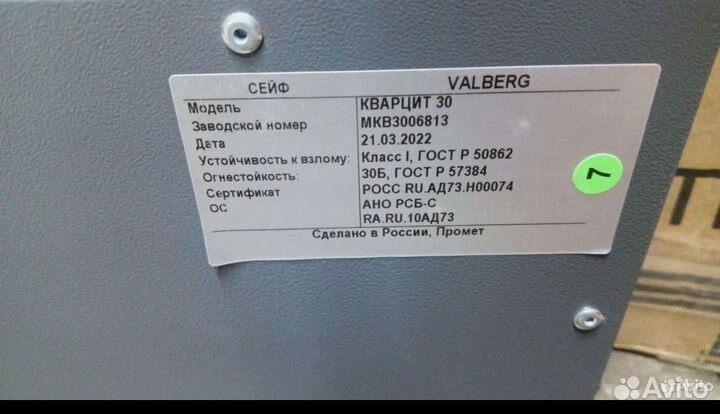 СЕЙФ VALBERG
Модель КВАРЦИТ 30
Заводской номер МКВ3006813
Дата 21.03.2022
Устойчивость к взлому: Класс I, ГОСТ Р 50862
Огнестойкость: 30Б, ГОСТ Р 57384
Сертификат РОСС RU.АД73.Н00074
ОС АНО РСБ-С
RA.RU.10АД73
Сделано в России, Промет
7
Avito